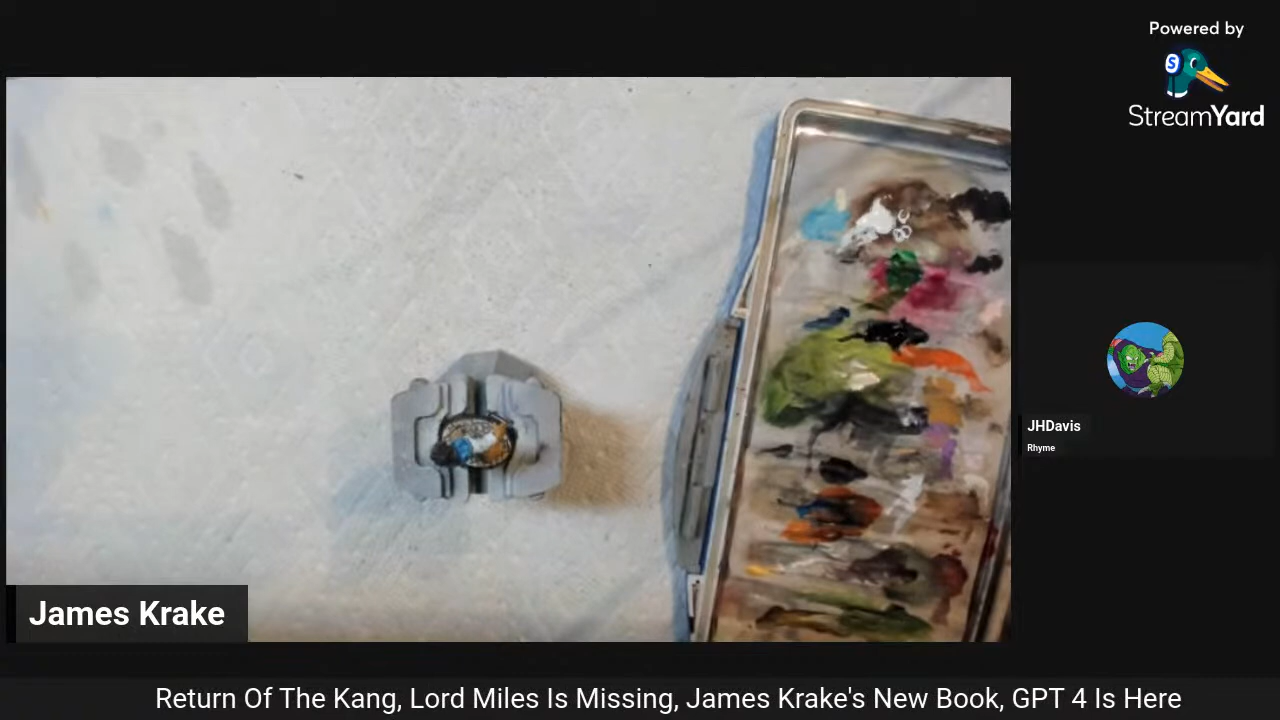 Powered by
StreamYard
JHDavis
Rhyme
James Krake
Return Of The Kang, Lord Miles Is Missing, James Krake's New Book, GPT 4 Is Here